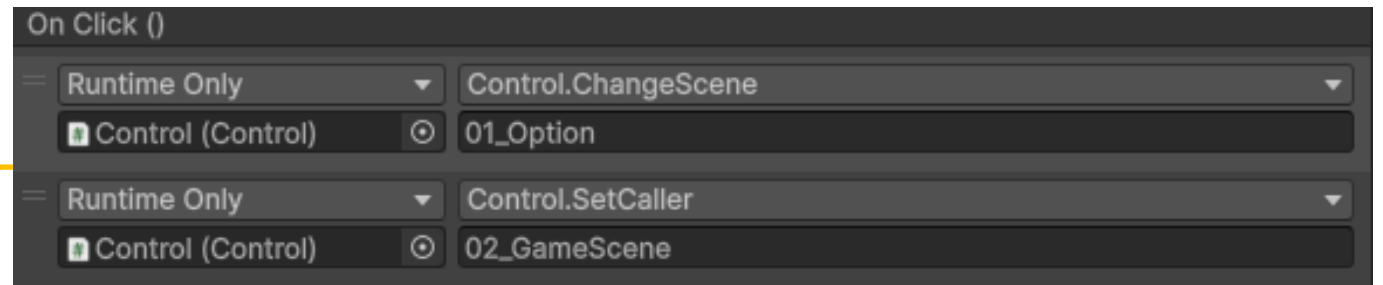 On Click ()
Runtime Only Control.ChangeScene
Control (Control) 01_Option
Runtime Only Control.SetCaller
Control (Control) 02_GameScene